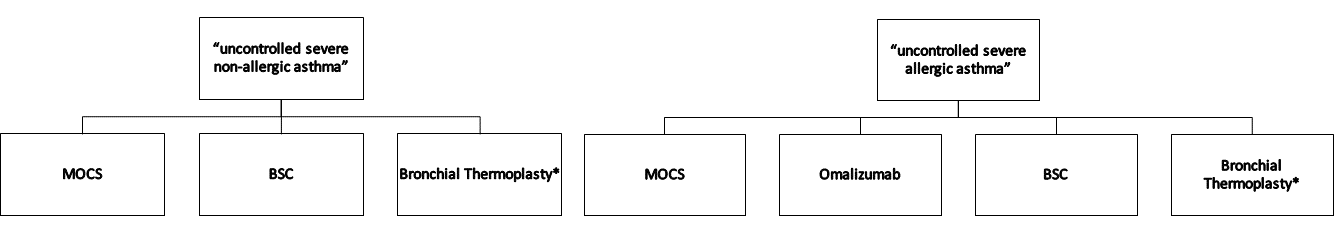 “uncontrolled severe
non-allergic asthma”
MOCS
BSC
Bronchial Thermoplasty*
“uncontrolled severe
allergic asthma”
MOCS
Omalizumab
BSC
Bronchial
Thermoplasty*